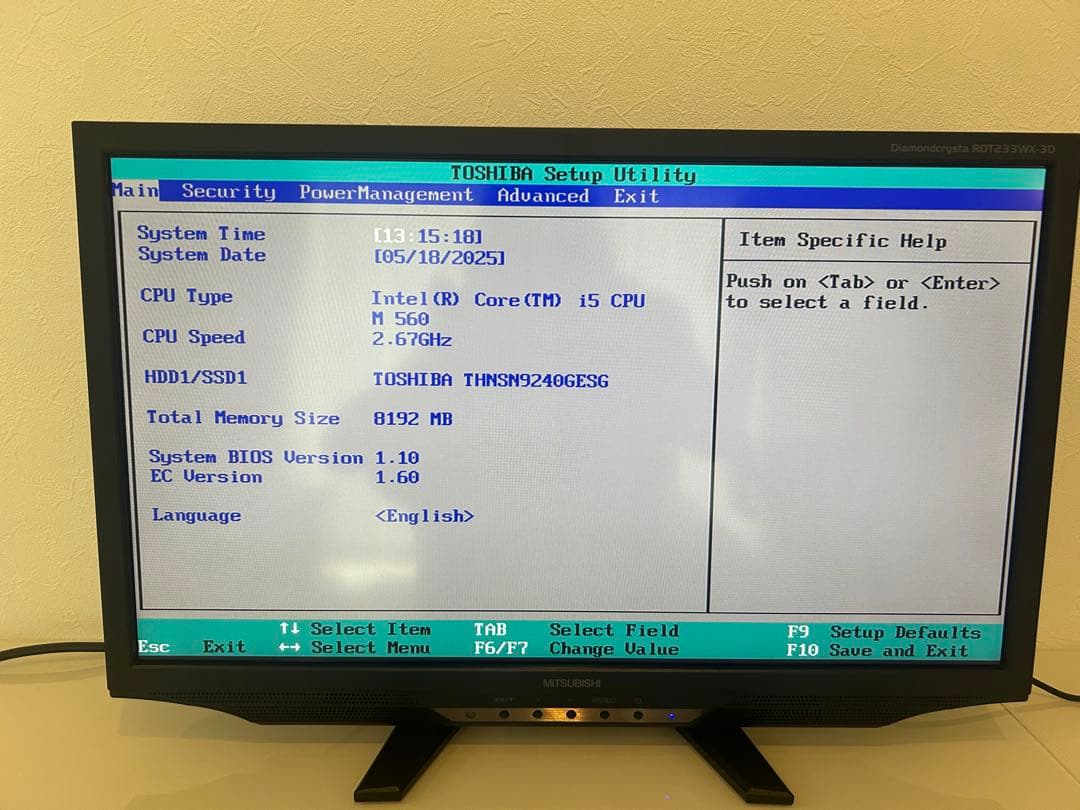 Diamondcrysta RDT233WX-3D
TOSHIBA Setup Utility
Main Security PowerManagement Advanced Exit
System Time [13:15:18]
System Date [05/18/2025]
CPU Type Intel(R) Core(TM) i5 CPU
M 560
CPU Speed 2.67GHz
HDD1/SSD1 TOSHIBA THNSN9240GESG
Total Memory Size 8192 MB
System BIOS Version 1.10
EC Version 1.60
Language <English>
Item Specific Help
Push on <Tab> or <Enter>
to select a field.
↑↓ Select Item TAB Select Field F9 Setup Defaults
Esc Exit ←→ Select Menu F6/F7 Change Value F10 Save and Exit
MITSUBISHI